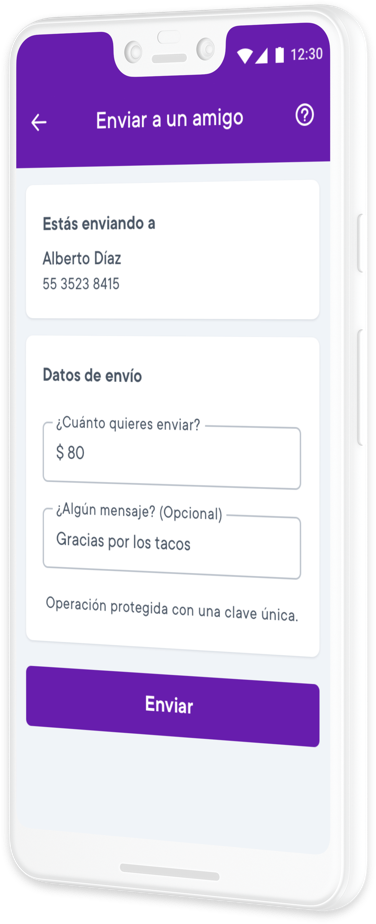 12:30
Enviar a un amigo
Estás enviando a
Alberto Díaz
55 3523 8415
Datos de envío
¿Cuánto quieres enviar?
$ 80
¿Algún mensaje? (Opcional)
Gracias por los tacos
Operación protegida con una clave única.
Enviar